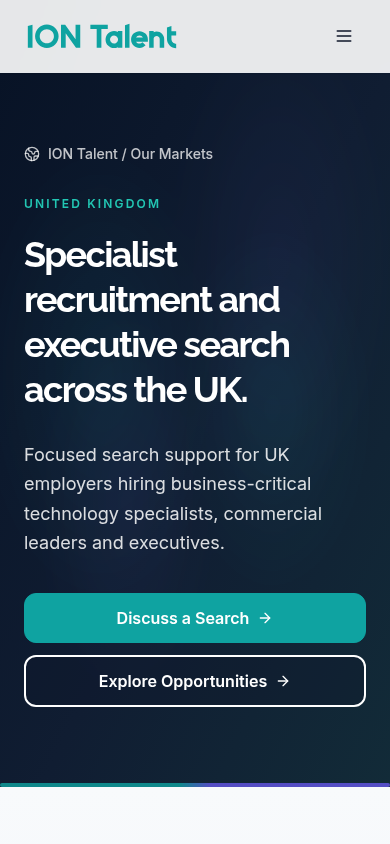 ION Talent
ION Talent / Our Markets
UNITED KINGDOM
Specialist
recruitment and
executive search
across the UK.
Focused search support for UK
employers hiring business-critical
technology specialists, commercial
leaders and executives.
Discuss a Search →
Explore Opportunities →